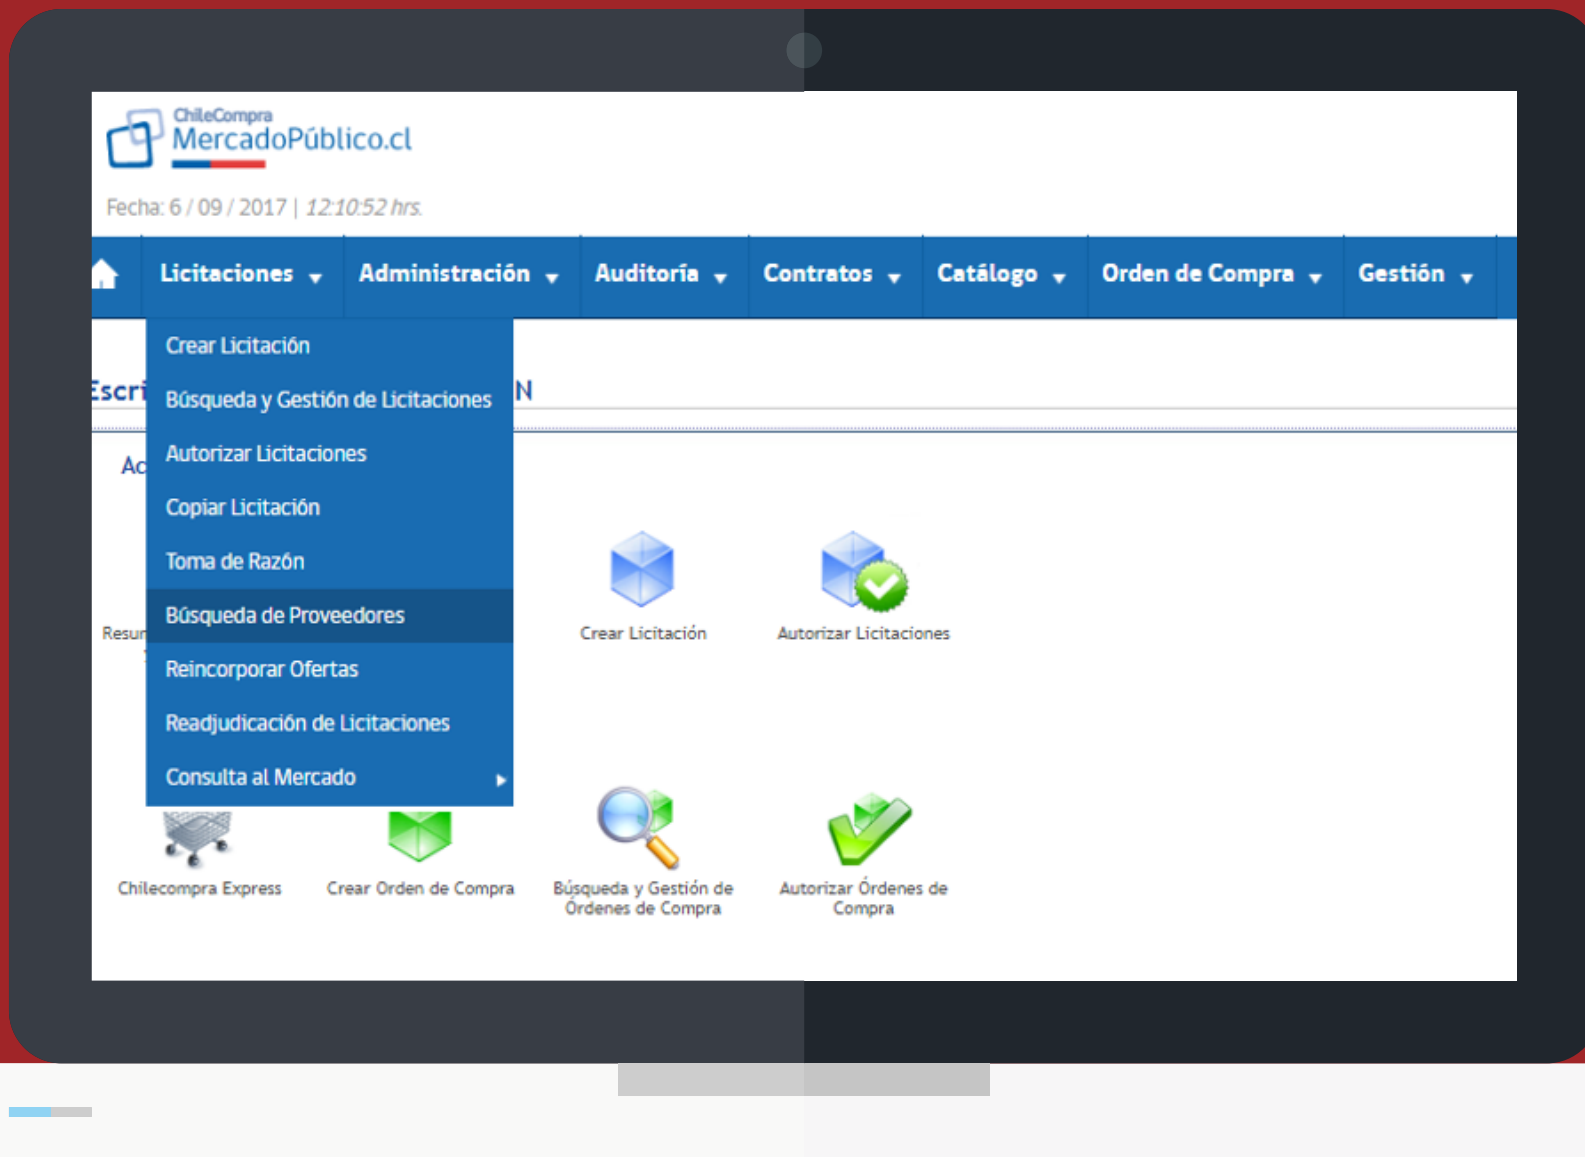 ChileCompra
MercadoPúblico.cl
Fecha: 6 / 09 / 2017 | 12:10:52 hrs.
Licitaciones Administración Auditoría Contratos Catálogo Orden de Compra Gestión
Crear Licitación
Búsqueda y Gestión de Licitaciones
Autorizar Licitaciones
Copiar Licitación
Toma de Razón
Búsqueda de Proveedores
Reincorporar Ofertas
Readjudicación de Licitaciones
Consulta al Mercado
Crear Licitación Autorizar Licitaciones
Chilecompra Express Crear Orden de Compra Búsqueda y Gestión de Autorizar Órdenes de
Órdenes de Compra Compra